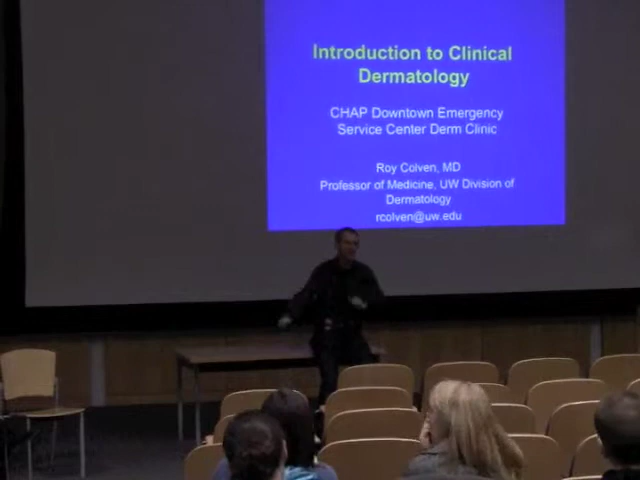 Introduction to Clinical
Dermatology
CHAP Downtown Emergency
Service Center Derm Clinic
Roy Colven, MD
Professor of Medicine, UW Division of
Dermatology
rcolven@uw.edu